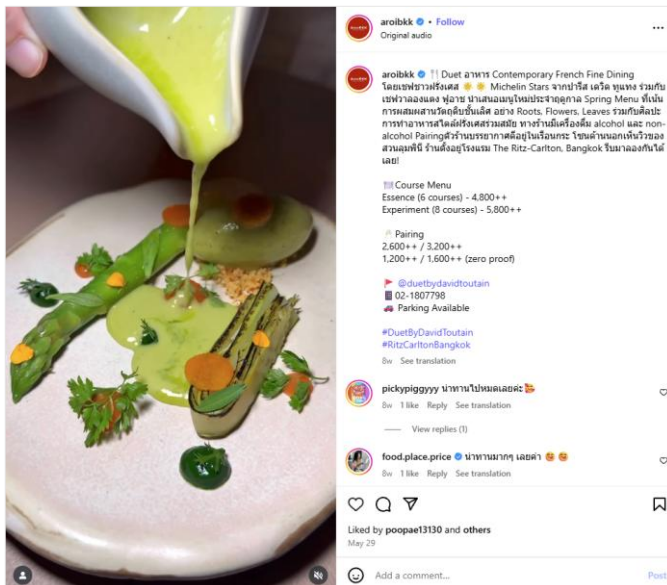 aroibkk • Follow
Original audio
aroibkk 🍴 Duet อาหาร Contemporary French Fine Dining
โดยเชฟชาวฝรั่งเศส 🌟 🌟 Michelin Stars จากปารีส เดวิด ทูแทง ร่วมกับ
เชฟวาลองแตง ฟูอาช นำเสนอเมนูใหม่ประจำฤดูกาล Spring Menu ที่เน้น
การผสมผสานวัตถุดิบชั้นเลิศ อย่าง Roots, Flowers, Leaves ร่วมกับศิลปะ
การทำอาหารสไตล์ฝรั่งเศสร่วมสมัย ทางร้านมีเครื่องดื่ม alcohol และ non-
alcohol Pairingตัวร้านบรรยากาศดีอยู่ในเรือนกระ โซนด้านนอกเห็นวิวของ
สวนลุมพินี ร้านตั้งอยู่โรงแรม The Ritz-Carlton, Bangkok รีบมาลองกันได้
เลย!
🍽️Course Menu
Essence (6 courses) - 4,800++
Experiment (8 courses) - 5,800++
Pairing
2,600++ / 3,200++
1,200++ / 1,600++ (zero proof)
🚩 @duetbydavidtoutain
02-1807798
Parking Available
#DuetByDavidToutain
#RitzCarltonBangkok
8w See translation
pickypiggyyy น่าทานไปหมดเลยค่ะ🥰
8w 1 like Reply See translation
View replies (1)
food.place.price น่าทานมากๆ เลยค่า 🥰 🥰
8w 1 like Reply See translation
Liked by poopae13130 and others
May 29
Add a comment...
Post